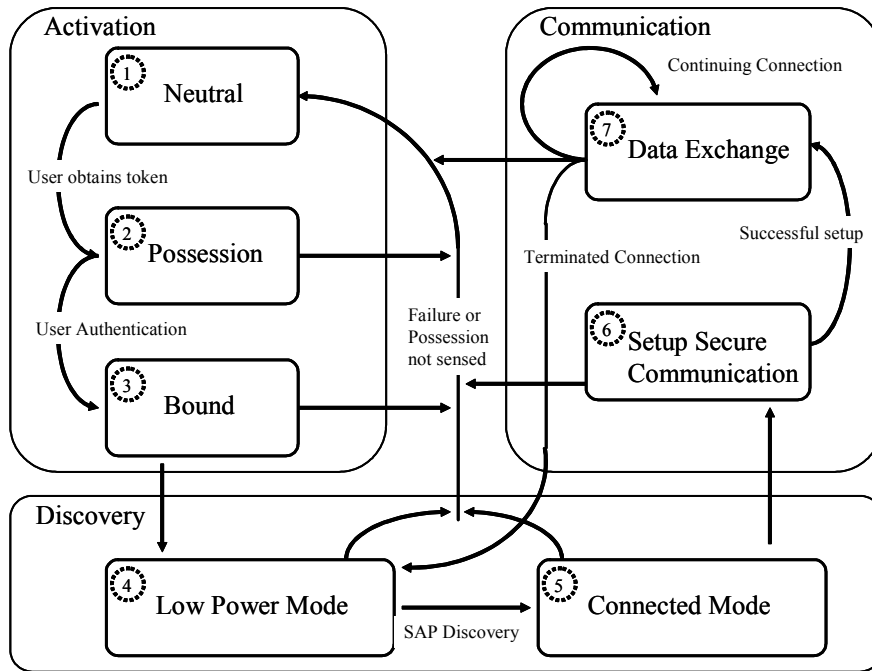 Activation
1
Neutral
User obtains token
2
Possession
User Authentication
3
Bound
Failure or
Possession
not sensed
Communication
Continuing Connection
7
Data Exchange
Terminated Connection
Successful setup
6
Setup Secure
Communication
Discovery
4
Low Power Mode
SAP Discovery
5
Connected Mode